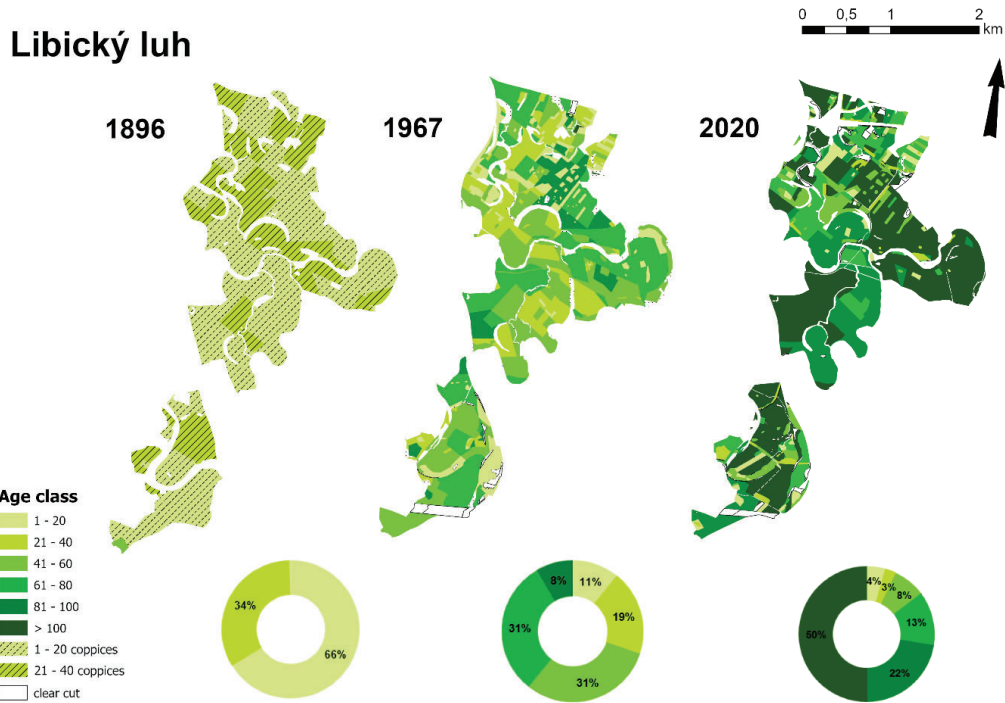 Libický luh
0 0,5 1 2
km
1896
1967
2020
Age class
1 - 20
21 - 40
41 - 60
61 - 80
81 - 100
> 100
1 - 20 coppices
21 - 40 coppices
clear cut
34%
66%
8%
11%
19%
31%
31%
4%
3%
8%
13%
22%
50%